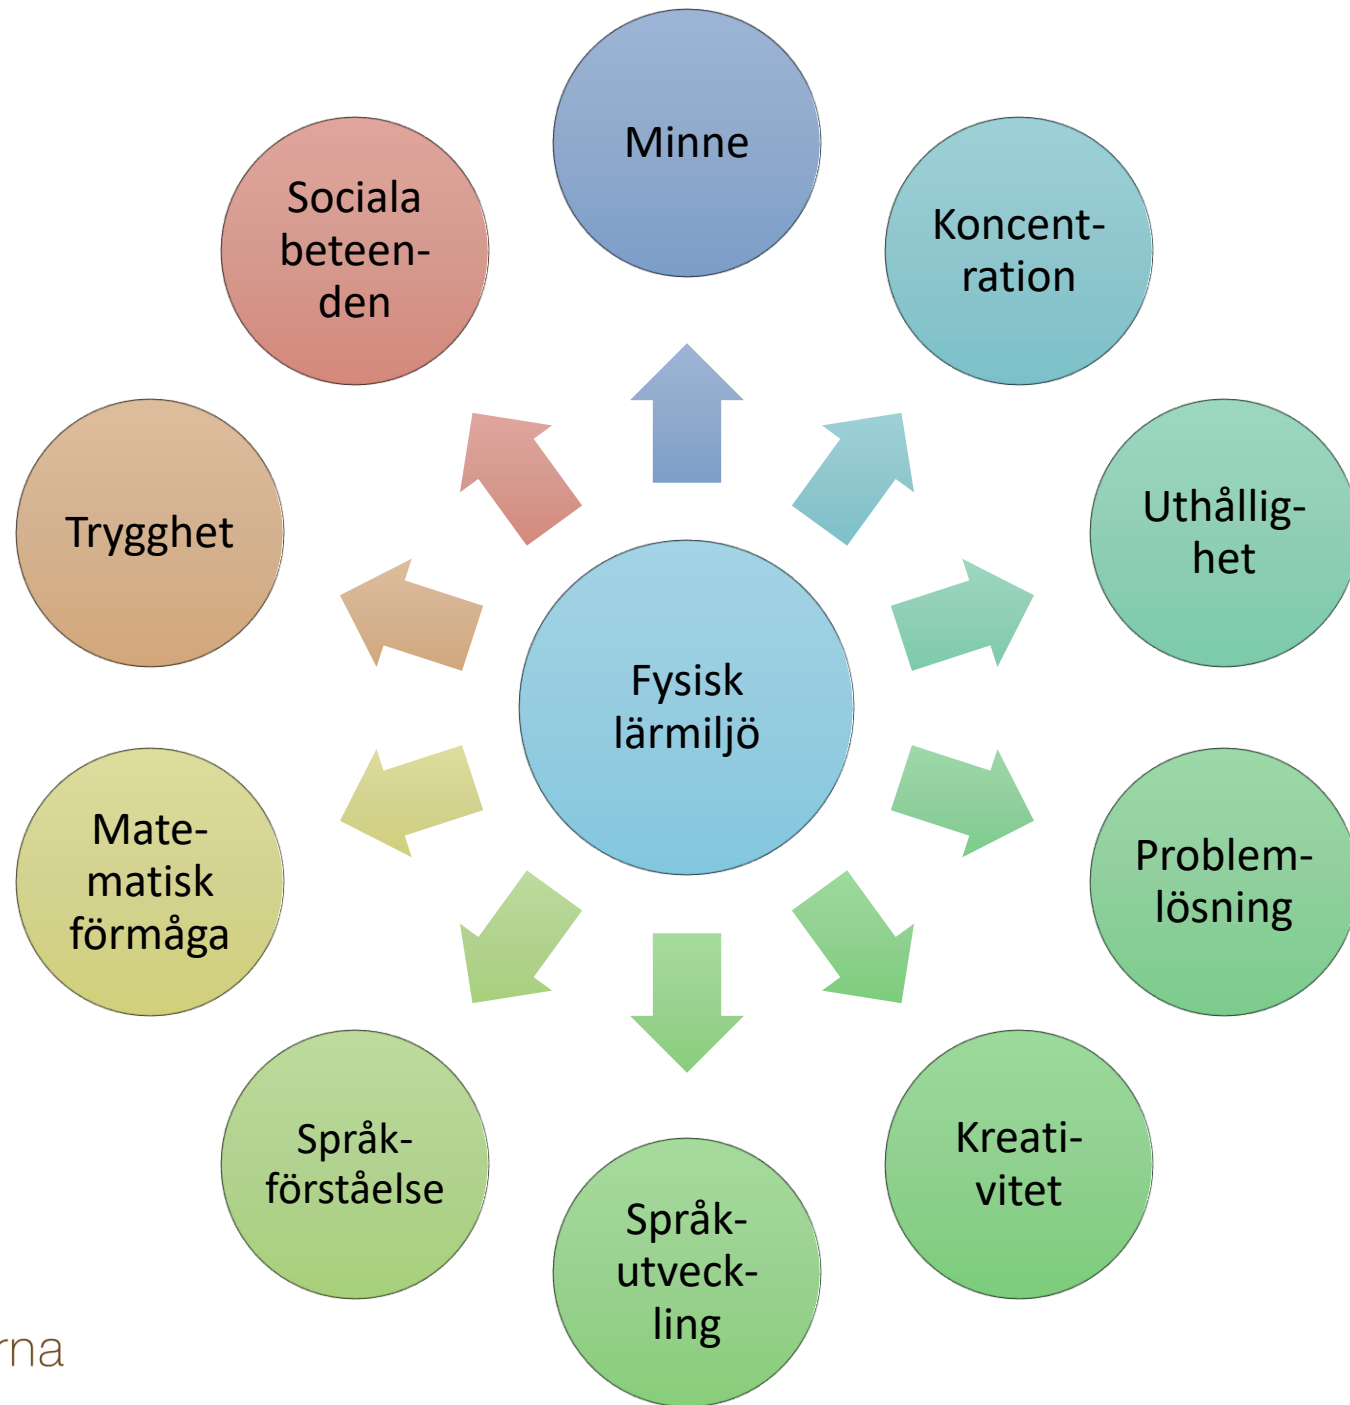 Minne
Koncent-
ration
Uthållig-
het
Problem-
lösning
Kreati-
vitet
Språk-
utveck-
ling
Språk-
förståelse
Mate-
matisk
förmåga
Trygghet
Sociala
beteen-
den
Fysisk
lärmiljö